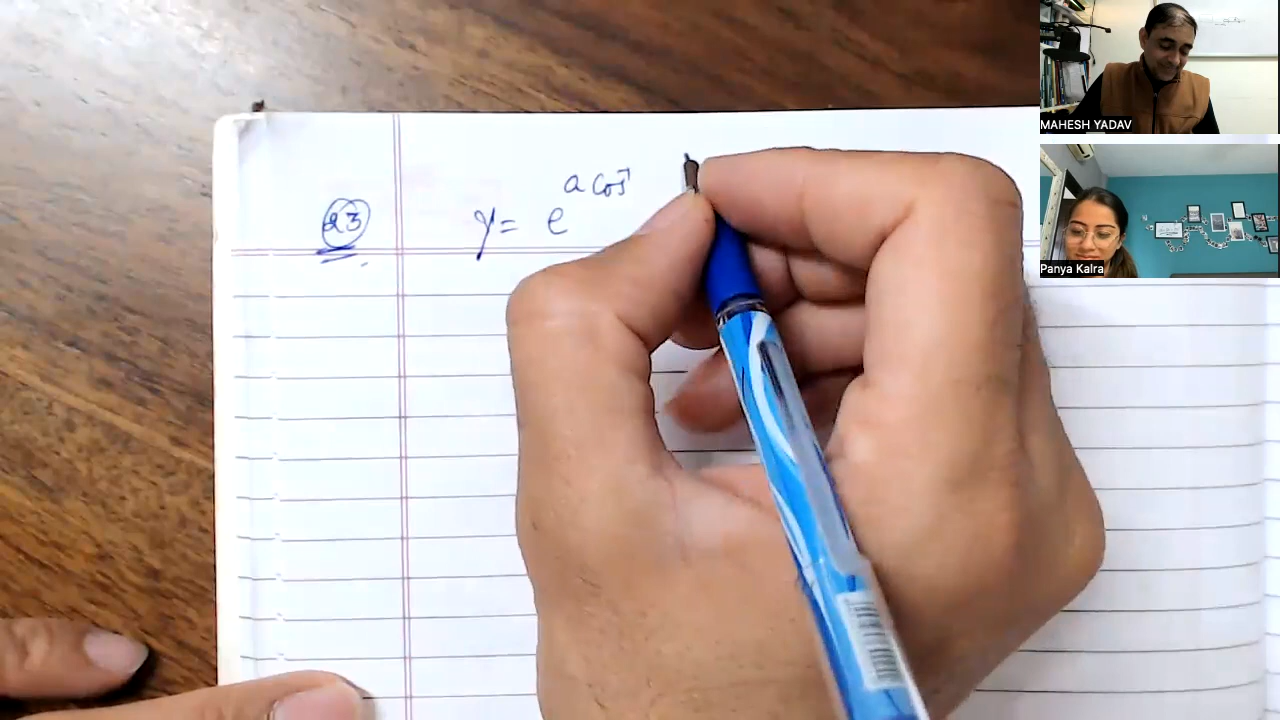 23 y = e^{a cos⁻¹
MAHESH YADAV
Panya Kalra